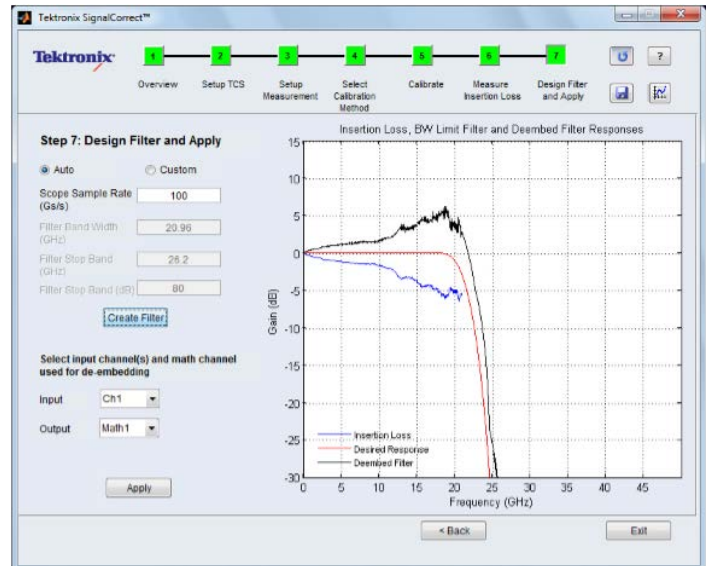 Tektronix SignalCorrect™
Tektronix
1 2 3 4 5 6 7 ?
Overview Setup TCS Setup Measurement Select Calibration Method Calibrate Measure Insertion Loss Design Filter and Apply
Step 7: Design Filter and Apply
Auto Custom
Scope Sample Rate (Gs/s) 100
Filter Band Width (GHz) 20.96
Filter Stop Band (GHz) 26.2
Filter Stop Band (dB) 80
Create Filter
Select input channel(s) and math channel
used for de-embedding
Input Ch1
Output Math1
Apply
Insertion Loss, BW Limit Filter and Deembed Filter Responses
15
10
5
0
-5
-10
-15
-20
-25
-30
Gain (dB)
Insertion Loss
Desired Response
Deembed Filter
0 5 10 15 20 25 30 35 40 45
Frequency (GHz)
< Back Exit